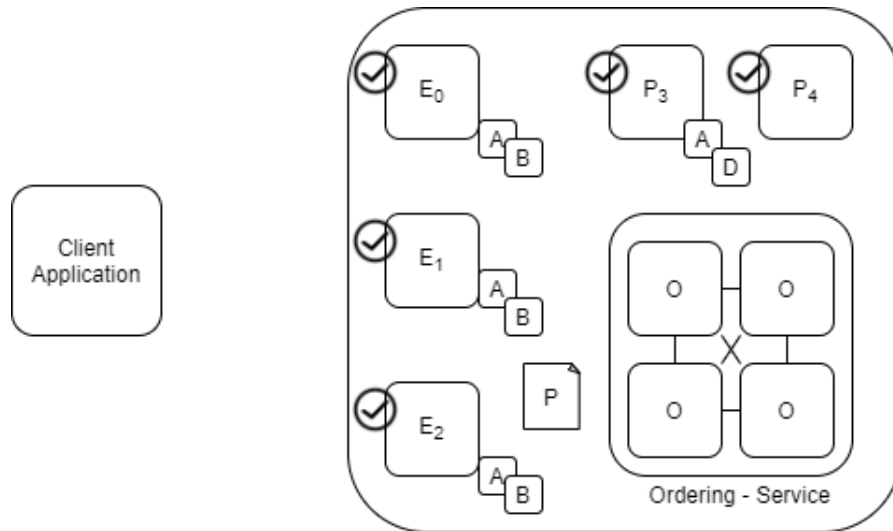 E0
A
B
P3
A
D
P4
Client
Application
E1
A
B
E2
A
B
P
O
O
O
O
Ordering - Service